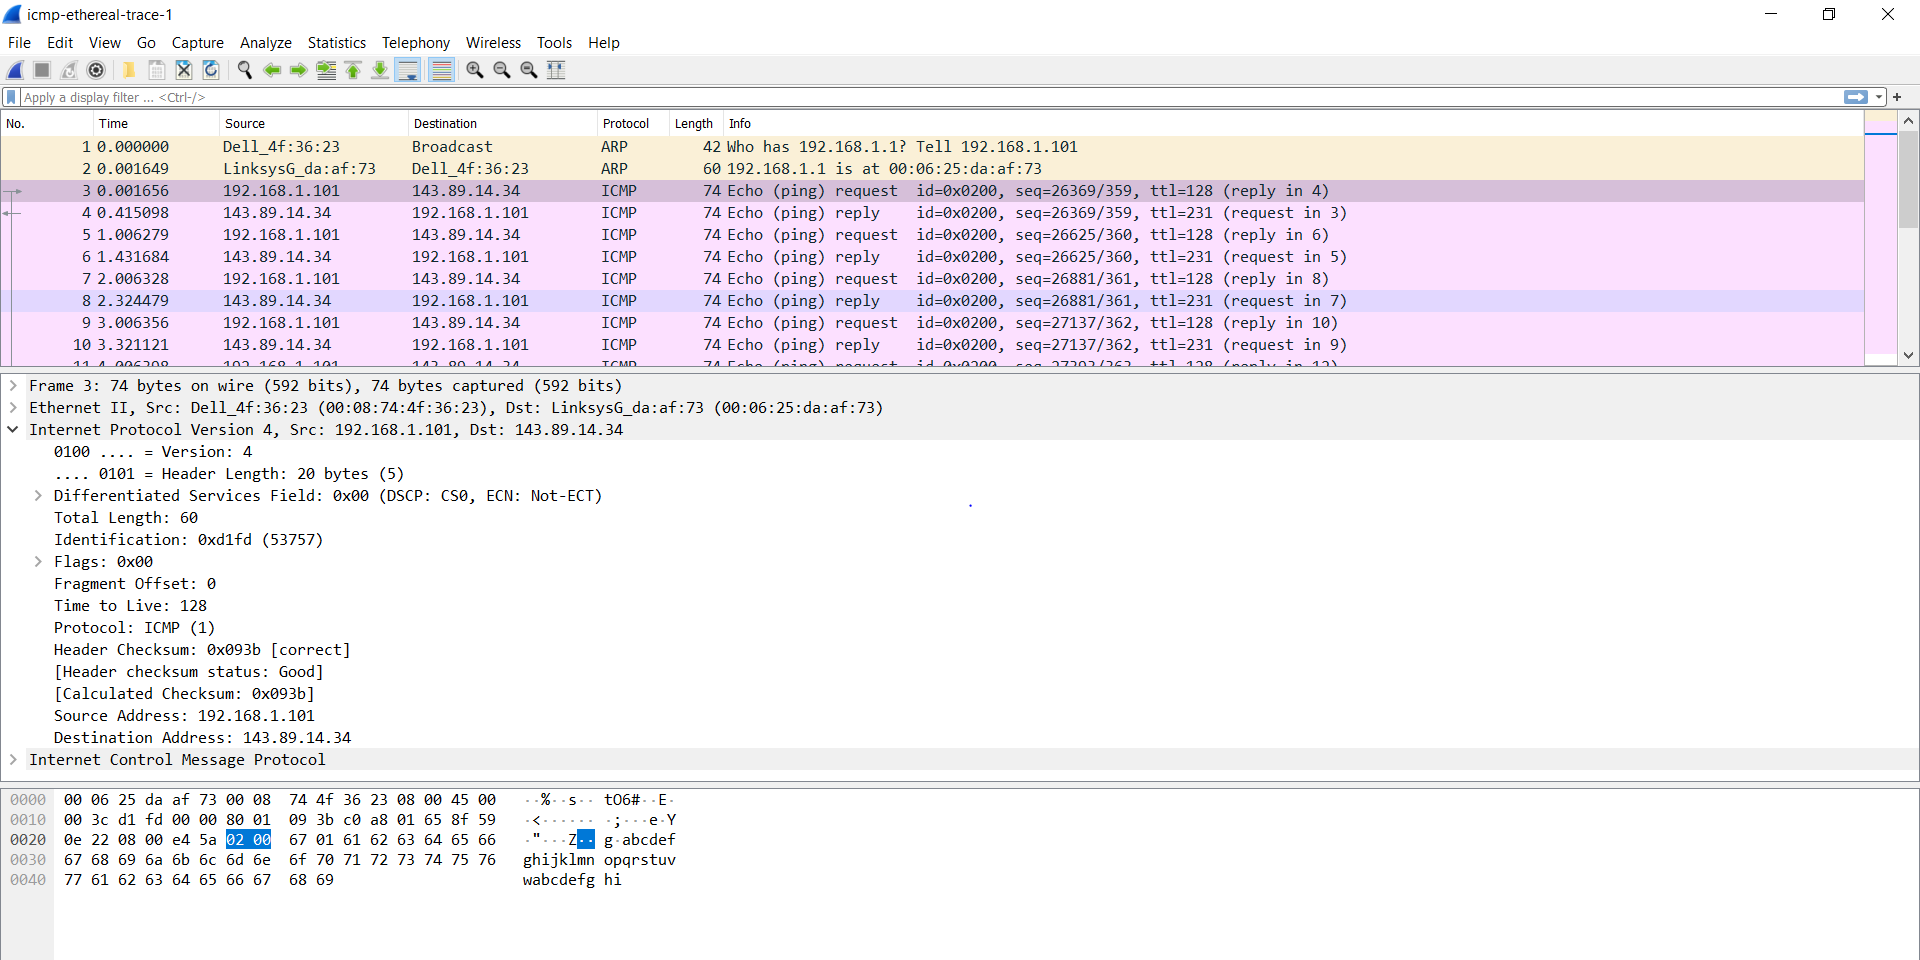 icmp-ethereal-trace-1
File Edit View Go Capture Analyze Statistics Telephony Wireless Tools Help
Apply a display filter ... <Ctrl-/>
No. Time Source Destination Protocol Length Info
1 0.000000 Dell_4f:36:23 Broadcast ARP 42 Who has 192.168.1.1? Tell 192.168.1.101
2 0.001649 LinksysG_da:af:73 Dell_4f:36:23 ARP 60 192.168.1.1 is at 00:06:25:da:af:73
3 0.001656 192.168.1.101 143.89.14.34 ICMP 74 Echo (ping) request id=0x0200, seq=26369/359, ttl=128 (reply in 4)
4 0.415098 143.89.14.34 192.168.1.101 ICMP 74 Echo (ping) reply id=0x0200, seq=26369/359, ttl=231 (request in 3)
5 1.006279 192.168.1.101 143.89.14.34 ICMP 74 Echo (ping) request id=0x0200, seq=26625/360, ttl=128 (reply in 6)
6 1.431684 143.89.14.34 192.168.1.101 ICMP 74 Echo (ping) reply id=0x0200, seq=26625/360, ttl=231 (request in 5)
7 2.006328 192.168.1.101 143.89.14.34 ICMP 74 Echo (ping) request id=0x0200, seq=26881/361, ttl=128 (reply in 8)
8 2.324479 143.89.14.34 192.168.1.101 ICMP 74 Echo (ping) reply id=0x0200, seq=26881/361, ttl=231 (request in 7)
9 3.006356 192.168.1.101 143.89.14.34 ICMP 74 Echo (ping) request id=0x0200, seq=27137/362, ttl=128 (reply in 10)
10 3.321121 143.89.14.34 192.168.1.101 ICMP 74 Echo (ping) reply id=0x0200, seq=27137/362, ttl=231 (request in 9)
Frame 3: 74 bytes on wire (592 bits), 74 bytes captured (592 bits)
Ethernet II, Src: Dell_4f:36:23 (00:08:74:4f:36:23), Dst: LinksysG_da:af:73 (00:06:25:da:af:73)
Internet Protocol Version 4, Src: 192.168.1.101, Dst: 143.89.14.34
0100 .... = Version: 4
.... 0101 = Header Length: 20 bytes (5)
Differentiated Services Field: 0x00 (DSCP: CS0, ECN: Not-ECT)
Total Length: 60
Identification: 0xd1fd (53757)
Flags: 0x00
Fragment Offset: 0
Time to Live: 128
Protocol: ICMP (1)
Header Checksum: 0x093b [correct]
[Header checksum status: Good]
[Calculated Checksum: 0x093b]
Source Address: 192.168.1.101
Destination Address: 143.89.14.34
Internet Control Message Protocol
0000 00 06 25 da af 73 00 08 74 4f 36 23 08 00 45 00 ··%··s·· tO6#··E·
0010 00 3c d1 fd 00 00 80 01 09 3b c0 a8 01 65 8f 59 ·<······ ·;···e·Y
0020 0e 22 08 00 e4 5a 02 00 67 01 61 62 63 64 65 66 ·"···Z·· g·abcdef
0030 67 68 69 6a 6b 6c 6d 6e 6f 70 71 72 73 74 75 76 ghijklmn opqrstuv
0040 77 61 62 63 64 65 66 67 68 69 wabcdefg hi